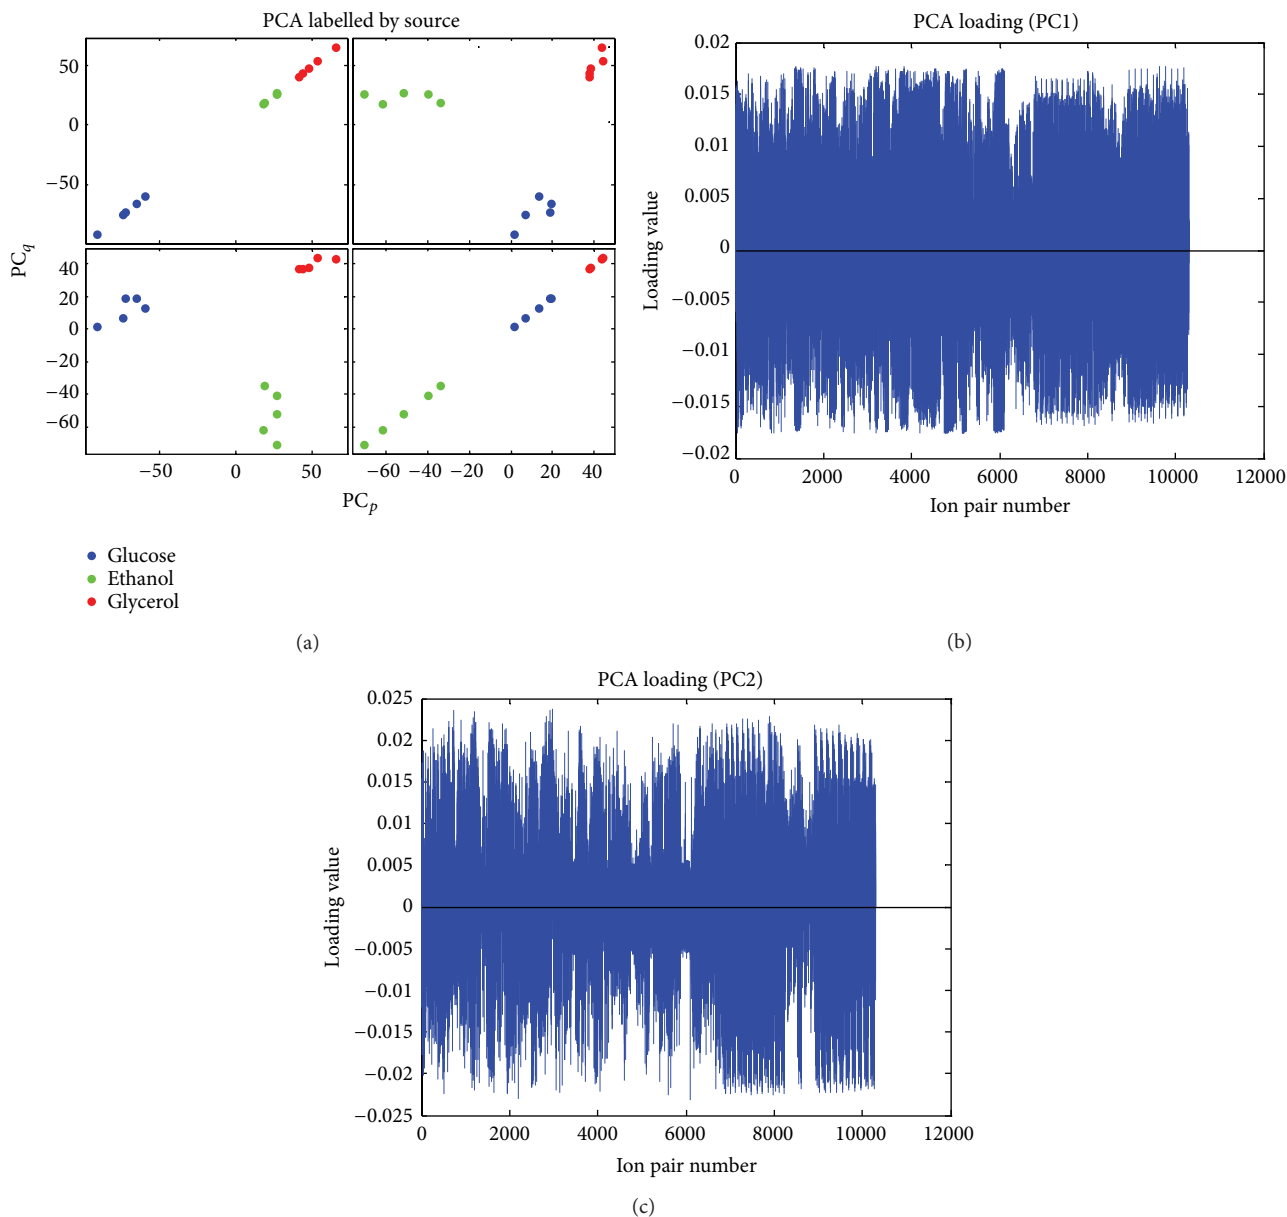 PCA labelled by source
50
0
−50
40
20
0
−20
−40
−60
−50 0 50 −60 −40 −20 0 20 40
PCq
PCp
Glucose
Ethanol
Glycerol
(a)
PCA loading (PC1)
0.02
0.015
0.01
0.005
0
−0.005
−0.01
−0.015
−0.02
0 2000 4000 6000 8000 10000 12000
Loading value
Ion pair number
(b)
PCA loading (PC2)
0.025
0.02
0.015
0.01
0.005
0
−0.005
−0.01
−0.015
−0.02
−0.025
0 2000 4000 6000 8000 10000 12000
Loading value
Ion pair number
(c)